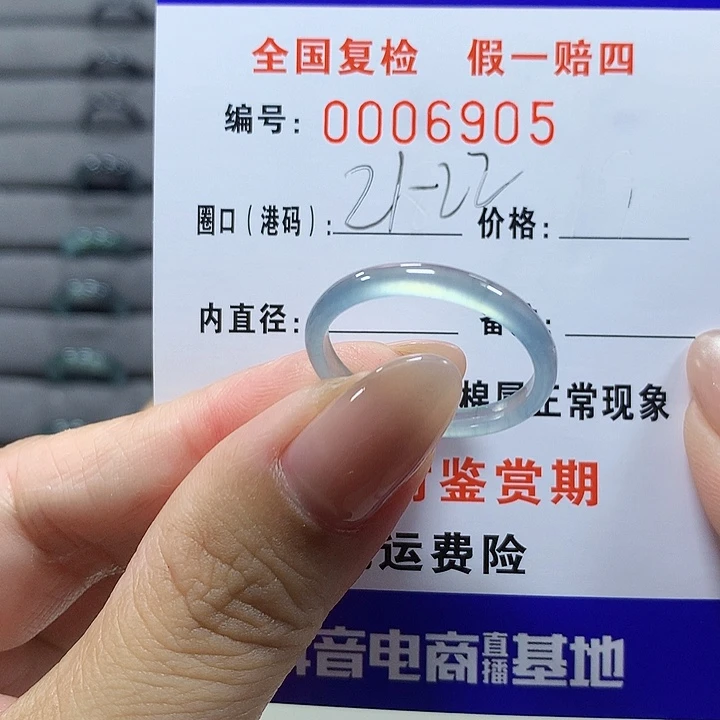 全国复检 假一赔四
编号: 0006905
圈口(港码): 21-22 价格:
内直径:
正常现象
鉴赏期
运费险
音电商直播基地